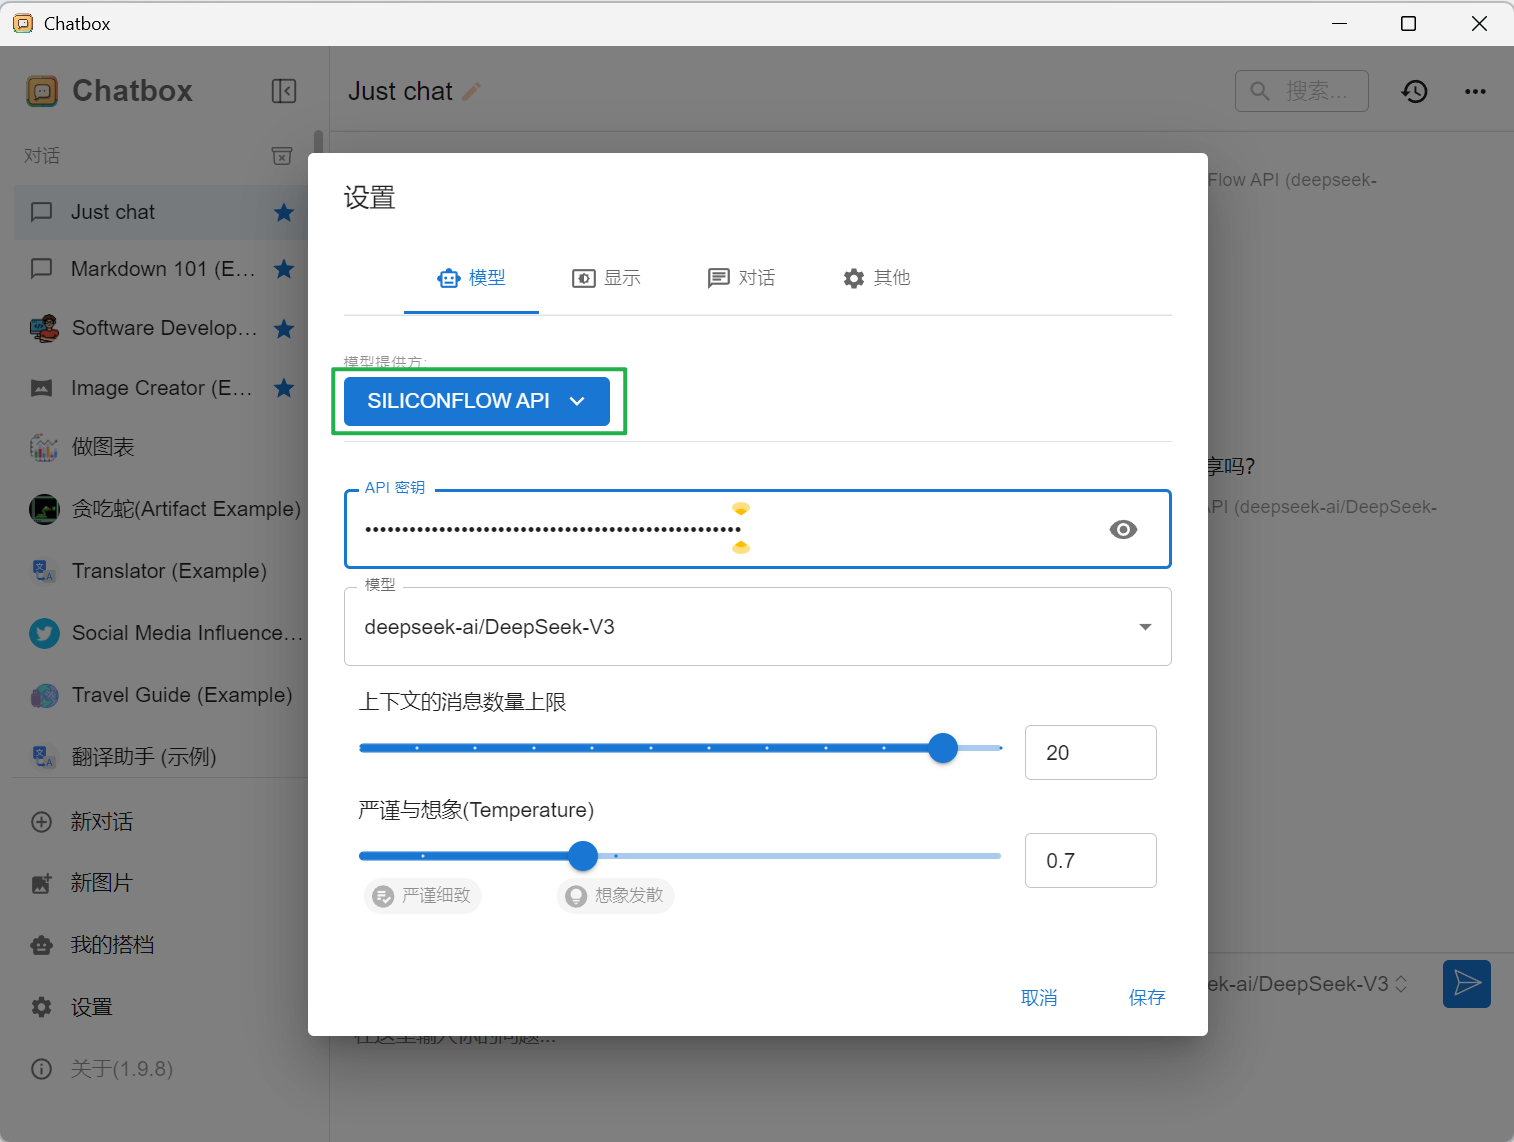 Chatbox
Chatbox
Just chat
搜索...
对话
Just chat
Markdown 101 (E...
Software Develop...
Image Creator (E...
做图表
贪吃蛇(Artifact Example)
Translator (Example)
Social Media Influence...
Travel Guide (Example)
翻译助手 (示例)
新对话
新图片
我的搭档
设置
关于(1.9.8)
Flow API (deepseek-
享吗?
API (deepseek-ai/DeepSeek-
ek-ai/DeepSeek-V3
在这里输入你的问题...
设置
模型
显示
对话
其他
模型提供方:
SILICONFLOW API
API 密钥
模型
deepseek-ai/DeepSeek-V3
上下文的消息数量上限
20
严谨与想象(Temperature)
0.7
严谨细致
想象发散
取消
保存